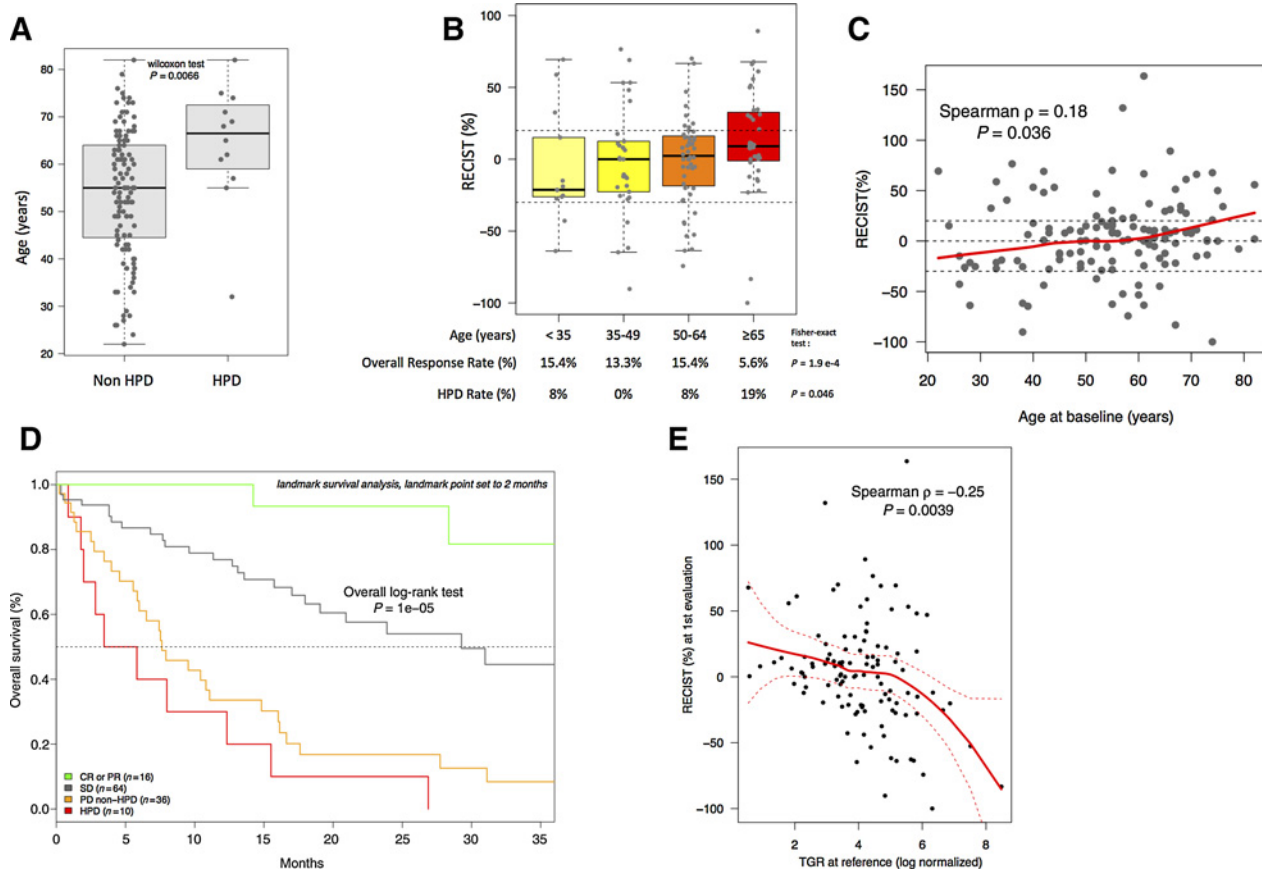 A
wilcoxon test
P = 0.0066
Age (years)
80
70
60
50
40
30
20
Non HPD
HPD
B
RECIST (%)
100
50
0
−50
−100
Age (years) < 35 35-49 50-64 ≥65 Fisher-exact test :
Overall Response Rate (%) 15.4% 13.3% 15.4% 5.6% P = 1.9 e-4
HPD Rate (%) 8% 0% 8% 19% P = 0.046
C
Spearman ρ = 0.18
P = 0.036
RECIST(%)
150
100
50
0
−50
−100
20 30 40 50 60 70 80
Age at baseline (years)
D
landmark survival analysis, landmark point set to 2 months
Overall log-rank test
P = 1e−05
Overall survival (%)
1.0
0.8
0.6
0.4
0.2
0.0
CR or PR (n=16)
SD (n=64)
PD non−HPD (n=36)
HPD (n=10)
0 5 10 15 20 25 30 35
Months
E
Spearman ρ = −0.25
P = 0.0039
RECIST (%) at 1st evaluation
150
100
50
0
−50
−100
2 4 6 8
TGR at reference (log normalized)